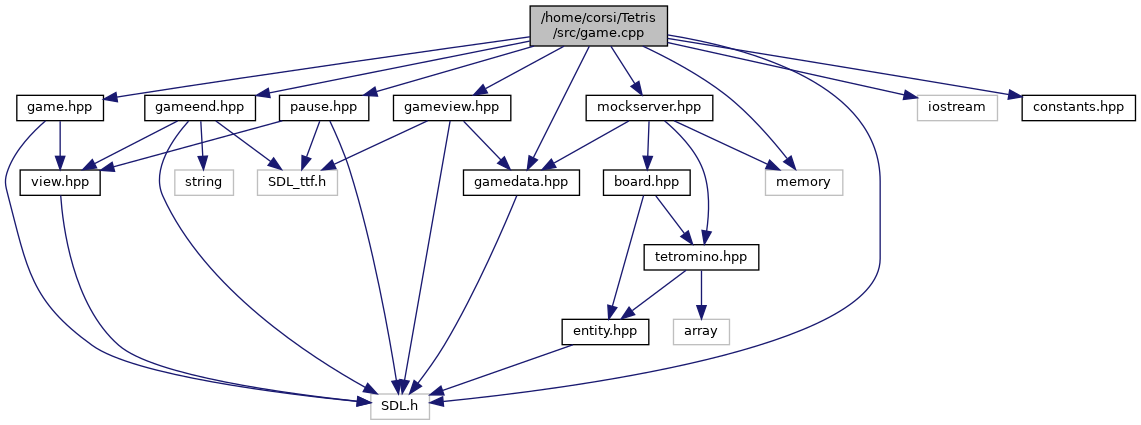 /home/corsi/Tetris
/src/game.cpp
game.hpp
gameend.hpp
pause.hpp
gameview.hpp
mockserver.hpp
iostream
constants.hpp
view.hpp
string
SDL_ttf.h
gamedata.hpp
board.hpp
memory
tetromino.hpp
entity.hpp
array
SDL.h